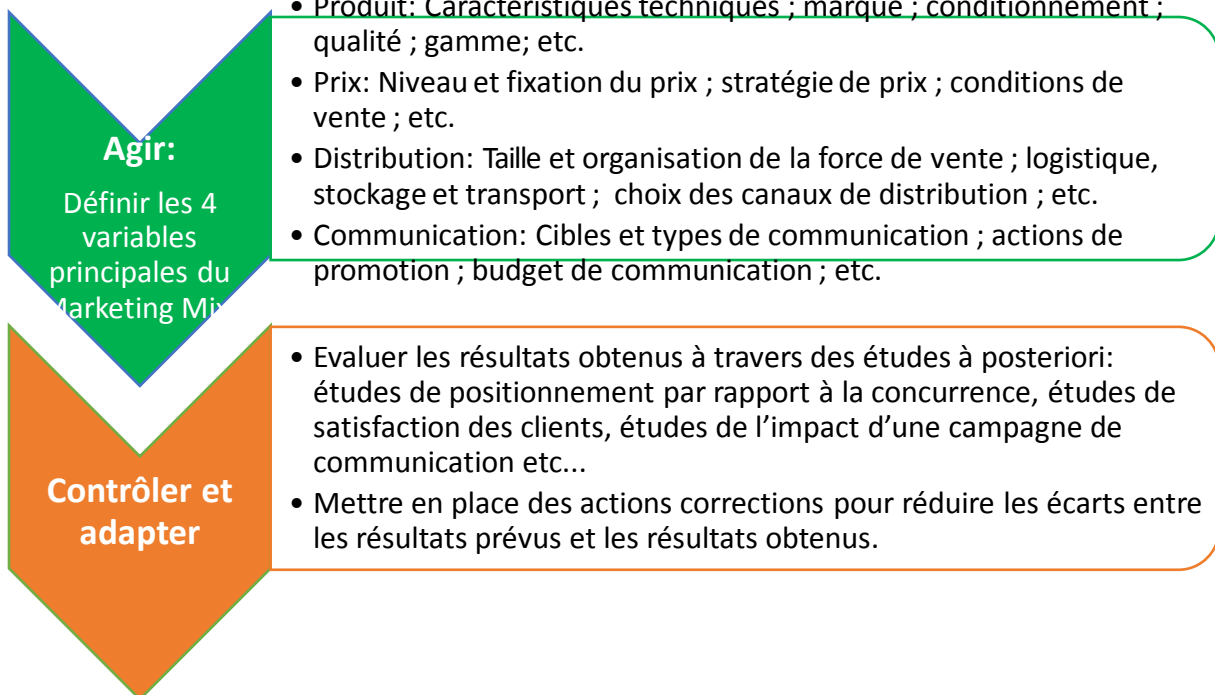 Agir:
Définir les 4
variables
principales du
Marketing Mix
• Produit: Caractéristiques techniques ; marque ; conditionnement ;
qualité ; gamme; etc.
• Prix: Niveau et fixation du prix ; stratégie de prix ; conditions de
vente ; etc.
• Distribution: Taille et organisation de la force de vente ; logistique,
stockage et transport ; choix des canaux de distribution ; etc.
• Communication: Cibles et types de communication ; actions de
promotion ; budget de communication ; etc.
Contrôler et
adapter
• Evaluer les résultats obtenus à travers des études à posteriori:
études de positionnement par rapport à la concurrence, études de
satisfaction des clients, études de l’impact d’une campagne de
communication etc...
• Mettre en place des actions corrections pour réduire les écarts entre
les résultats prévus et les résultats obtenus.